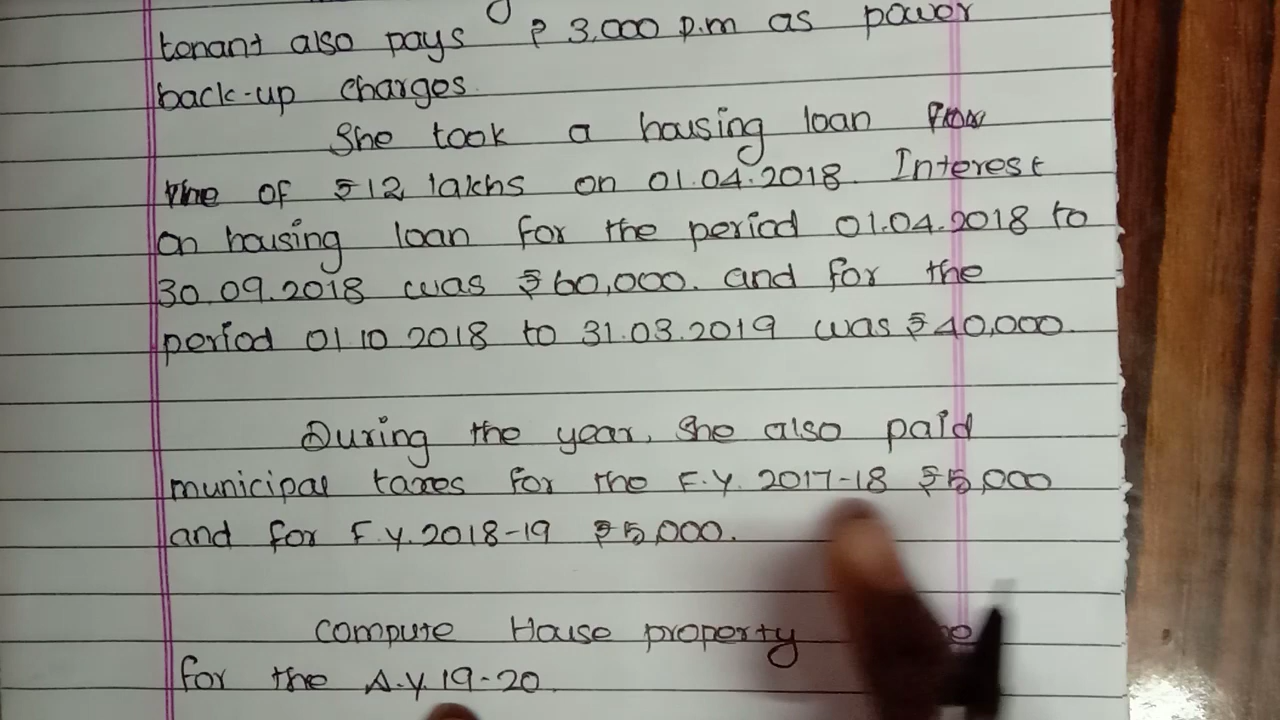 tenant also pays ₹ 3,000 p.m as power
back-up charges.
She took a housing loan
of ₹12 lakhs on 01.04.2018. Interest
on housing loan for the period 01.04.2018 to
30.09.2018 was ₹60,000. and for the
period 01.10 2018 to 31.03.2019 was ₹40,000.
During the year, she also paid
municipal taxes for the F.Y. 2017-18 ₹5,000
and for F.Y.2018-19 ₹5,000.
compute House property
for the A.Y.19-20.